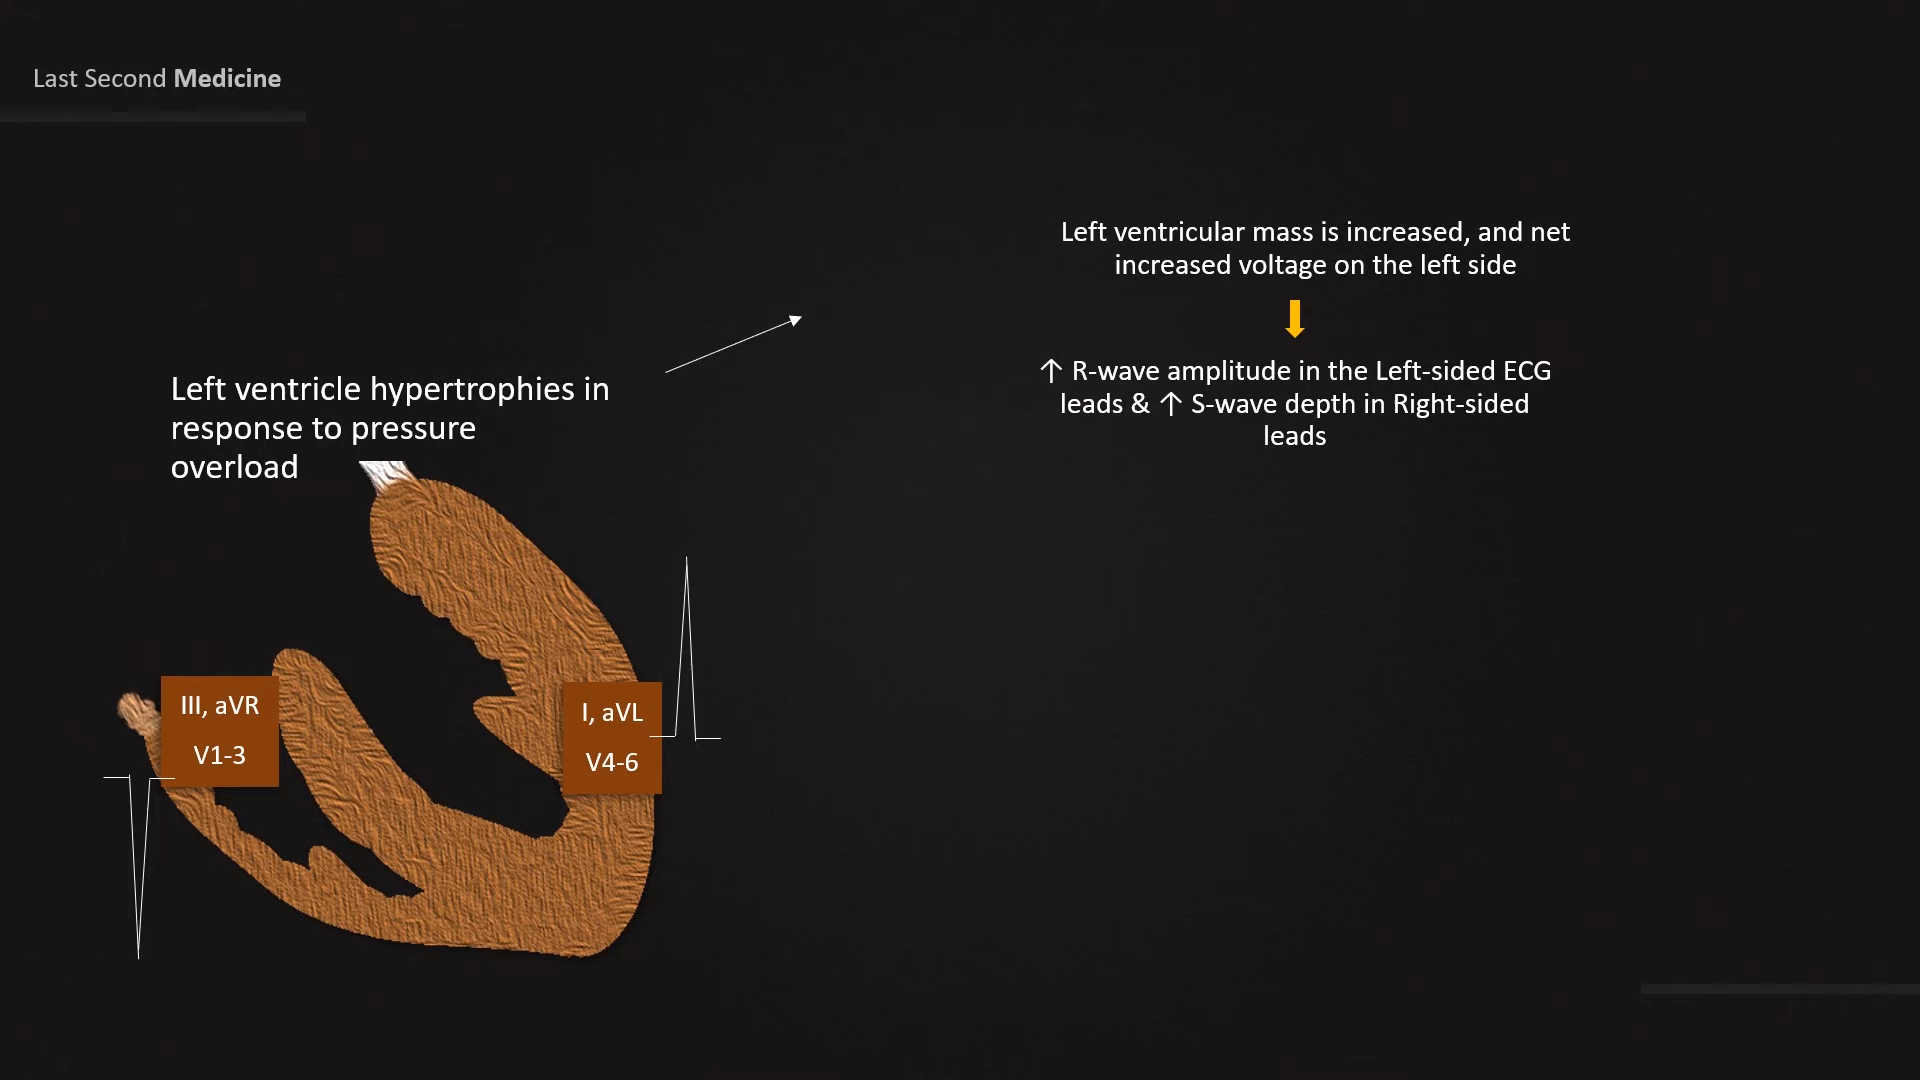 Last Second Medicine
Left ventricular mass is increased, and net
increased voltage on the left side
↑ R-wave amplitude in the Left-sided ECG
leads & ↑ S-wave depth in Right-sided
leads
Left ventricle hypertrophies in
response to pressure
overload
III, aVR
V1-3
I, aVL
V4-6